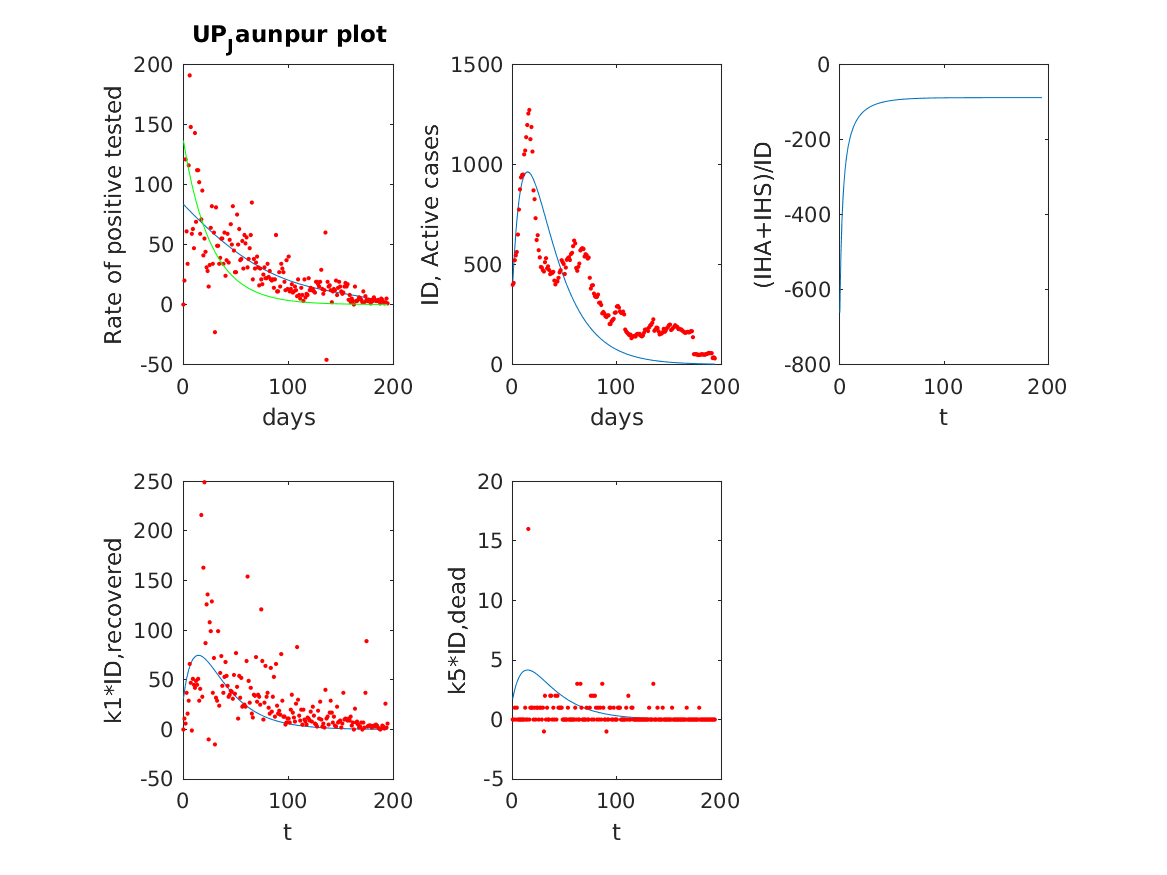 UP_Jaunpur plot
200
150
100
50
0
-50
0 100 200
days
Rate of positive tested
1500
1000
500
0
0 100 200
days
ID, Active cases
0
-200
-400
-600
-800
0 100 200
t
(IHA+IHS)/ID
250
200
150
100
50
0
-50
0 100 200
t
k1*ID,recovered
20
15
10
5
0
-5
0 100 200
t
k5*ID,dead